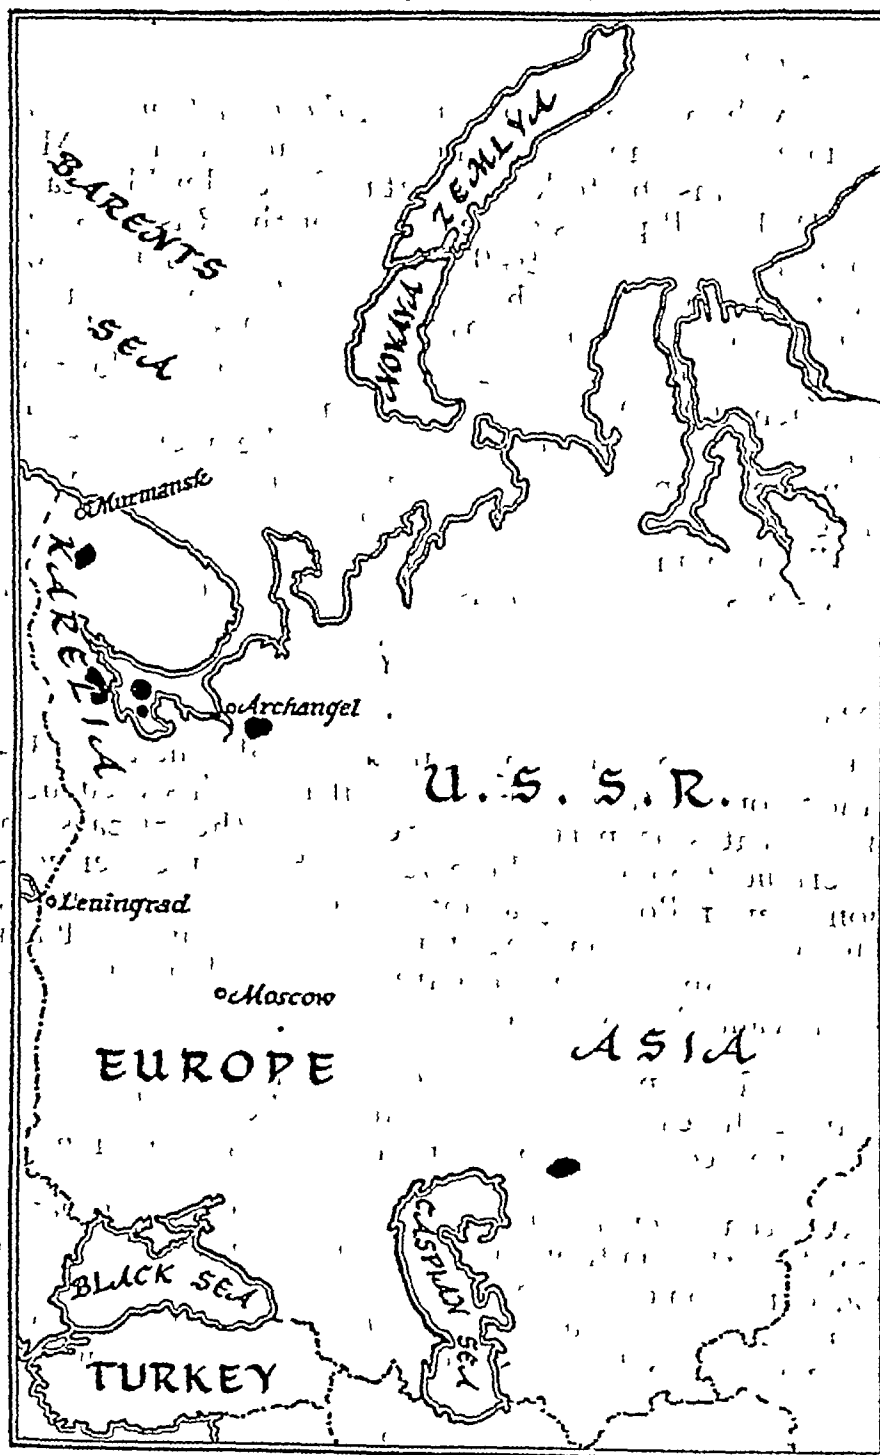 BARENTS
SEA
NOVAYA
ZEMLYA
Murmansk
KARELIA
Archangel
U.S.S.R.
Leningrad
Moscow
EUROPE
ASIA
BLACK SEA
CASPIAN SEA
TURKEY